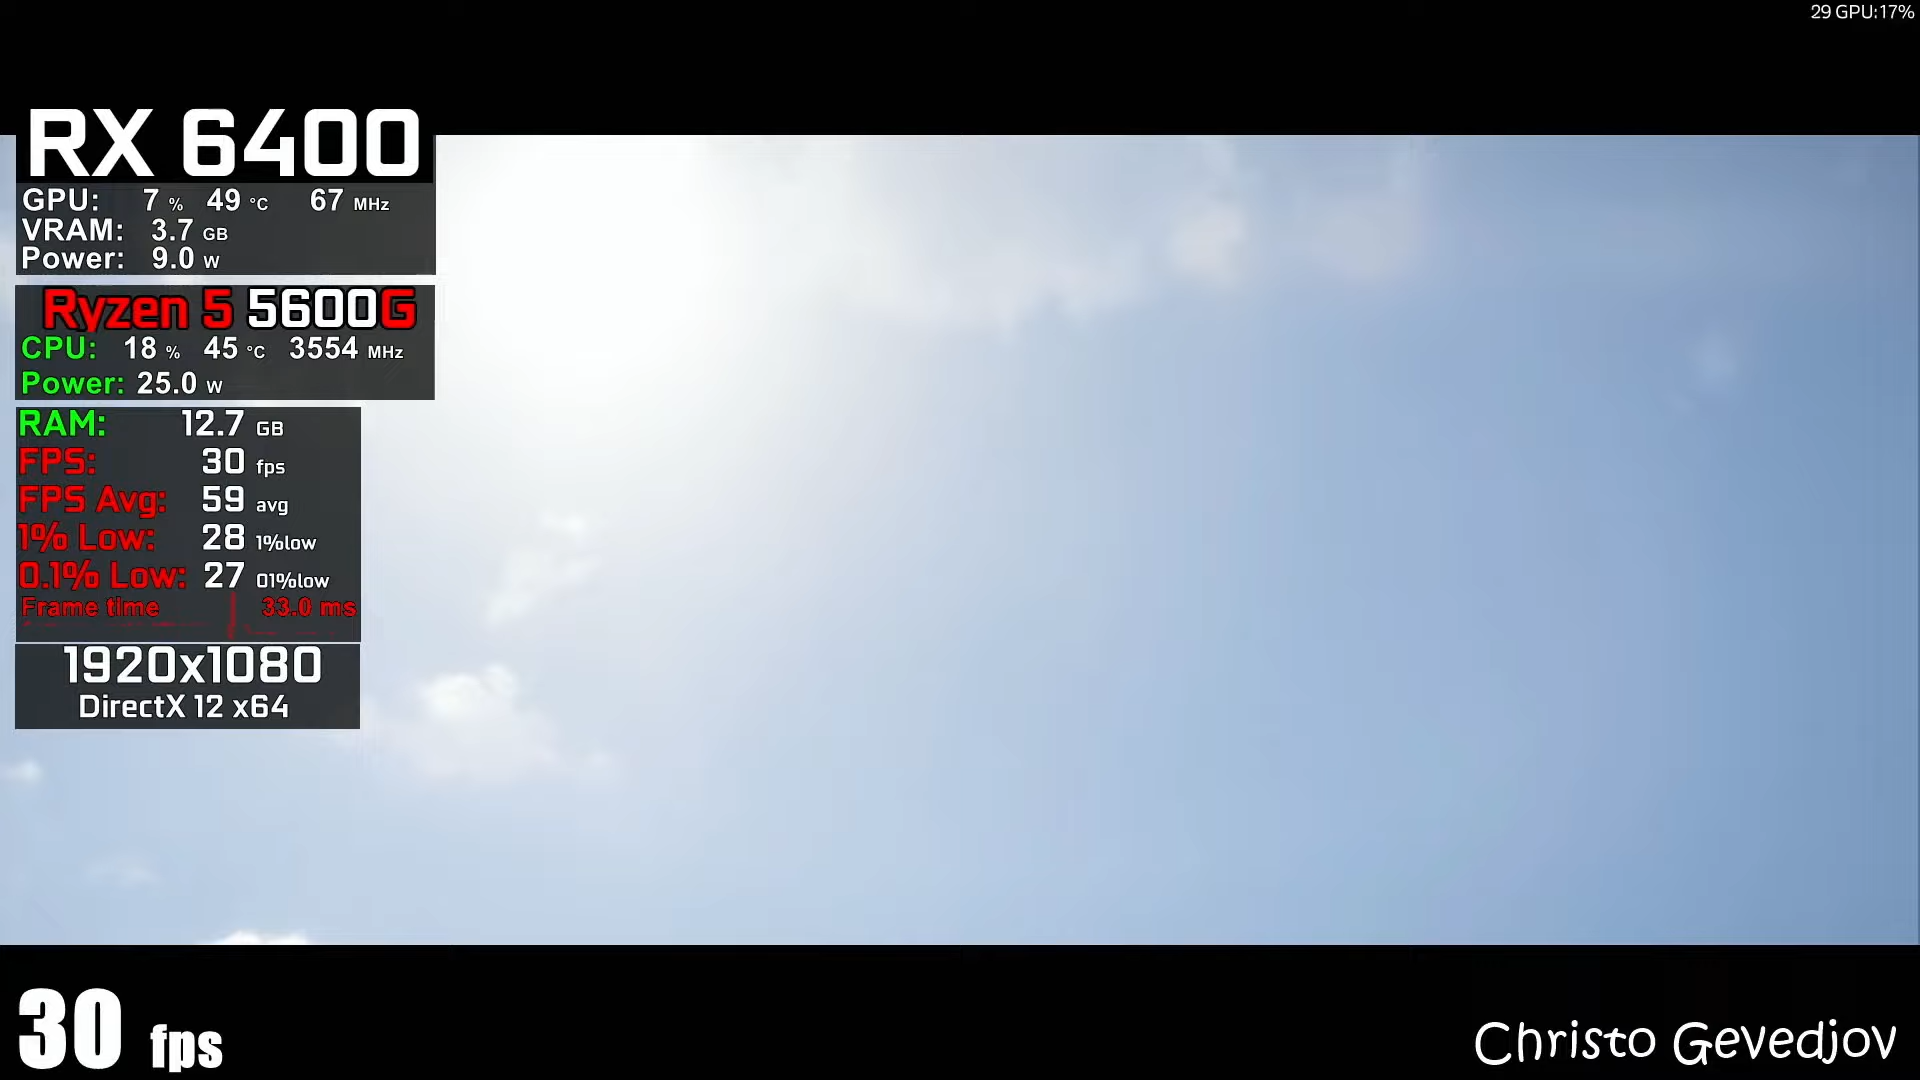 29 GPU:17%
RX 6400
GPU: 7 % 49 °C 67 MHz
VRAM: 3.7 GB
Power: 9.0 W
Ryzen 5 5600G
CPU: 18 % 45 °C 3554 MHz
Power: 25.0 W
RAM: 12.7 GB
FPS: 30 fps
FPS Avg: 59 avg
1% Low: 28 1%low
0.1% Low: 27 01%low
Frame time 33.0 ms
1920x1080
DirectX 12 x64
30 fps
Christo Gevedjov